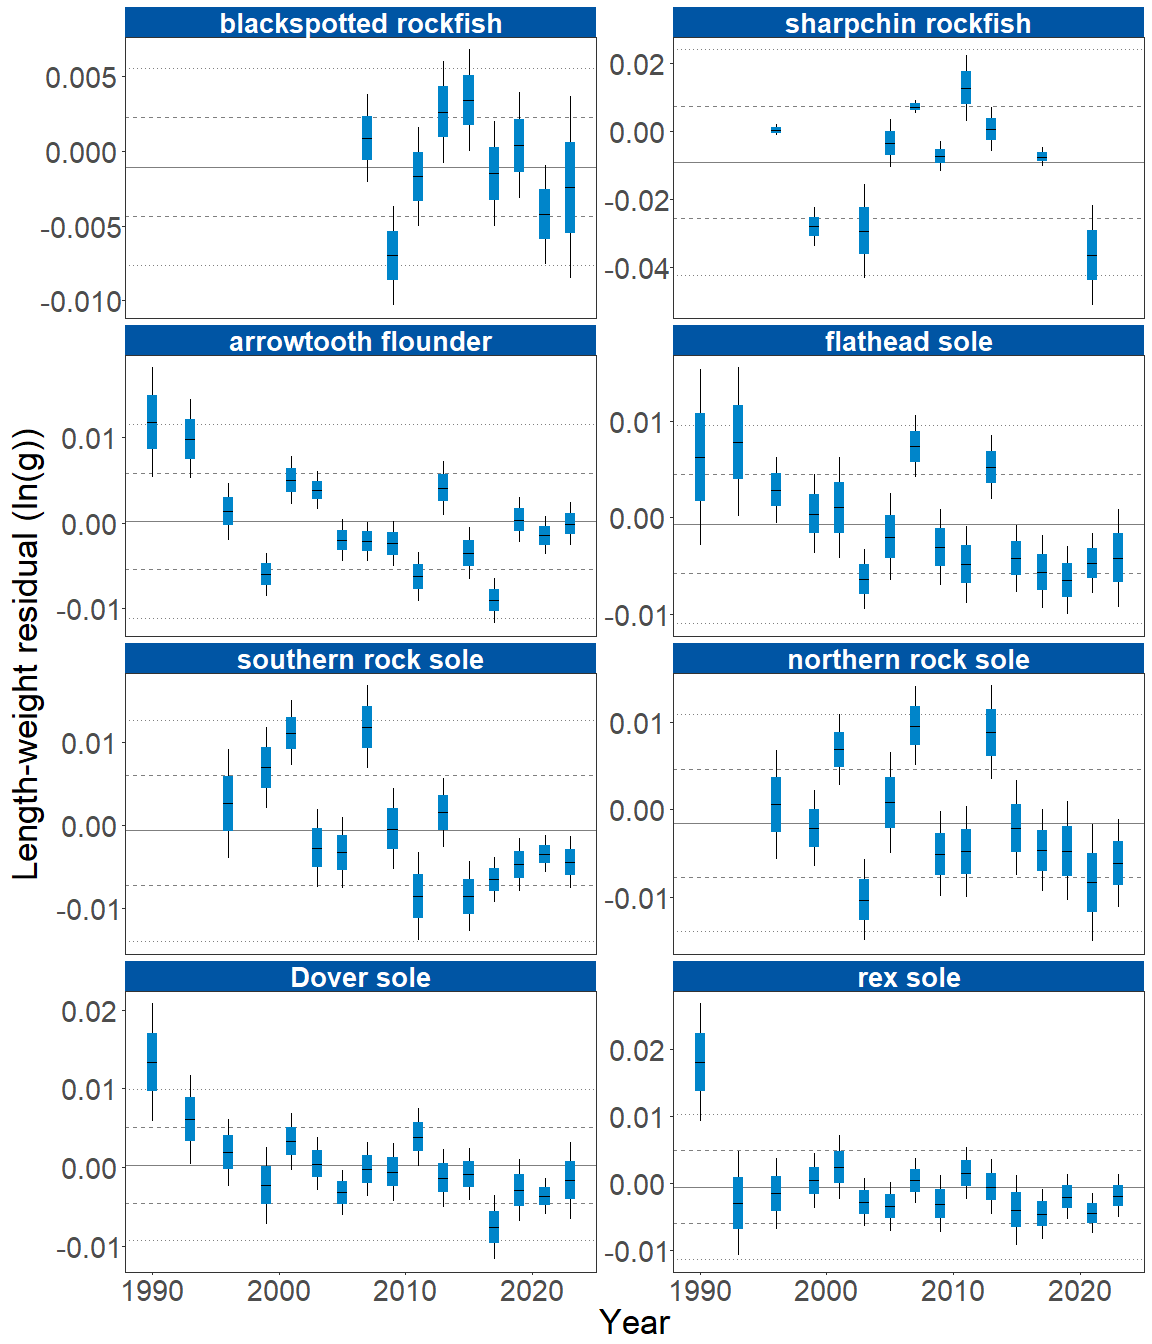 blackspotted rockfish
sharpchin rockfish
0.005
0.000
-0.005
-0.010
0.02
0.00
-0.02
-0.04
arrowtooth flounder
flathead sole
0.01
0.00
-0.01
0.01
0.00
-0.01
Length-weight residual (ln(g))
southern rock sole
northern rock sole
0.01
0.00
-0.01
0.01
0.00
-0.01
Dover sole
rex sole
0.02
0.01
0.00
-0.01
0.02
0.01
0.00
-0.01
1990 2000 2010 2020
1990 2000 2010 2020
Year